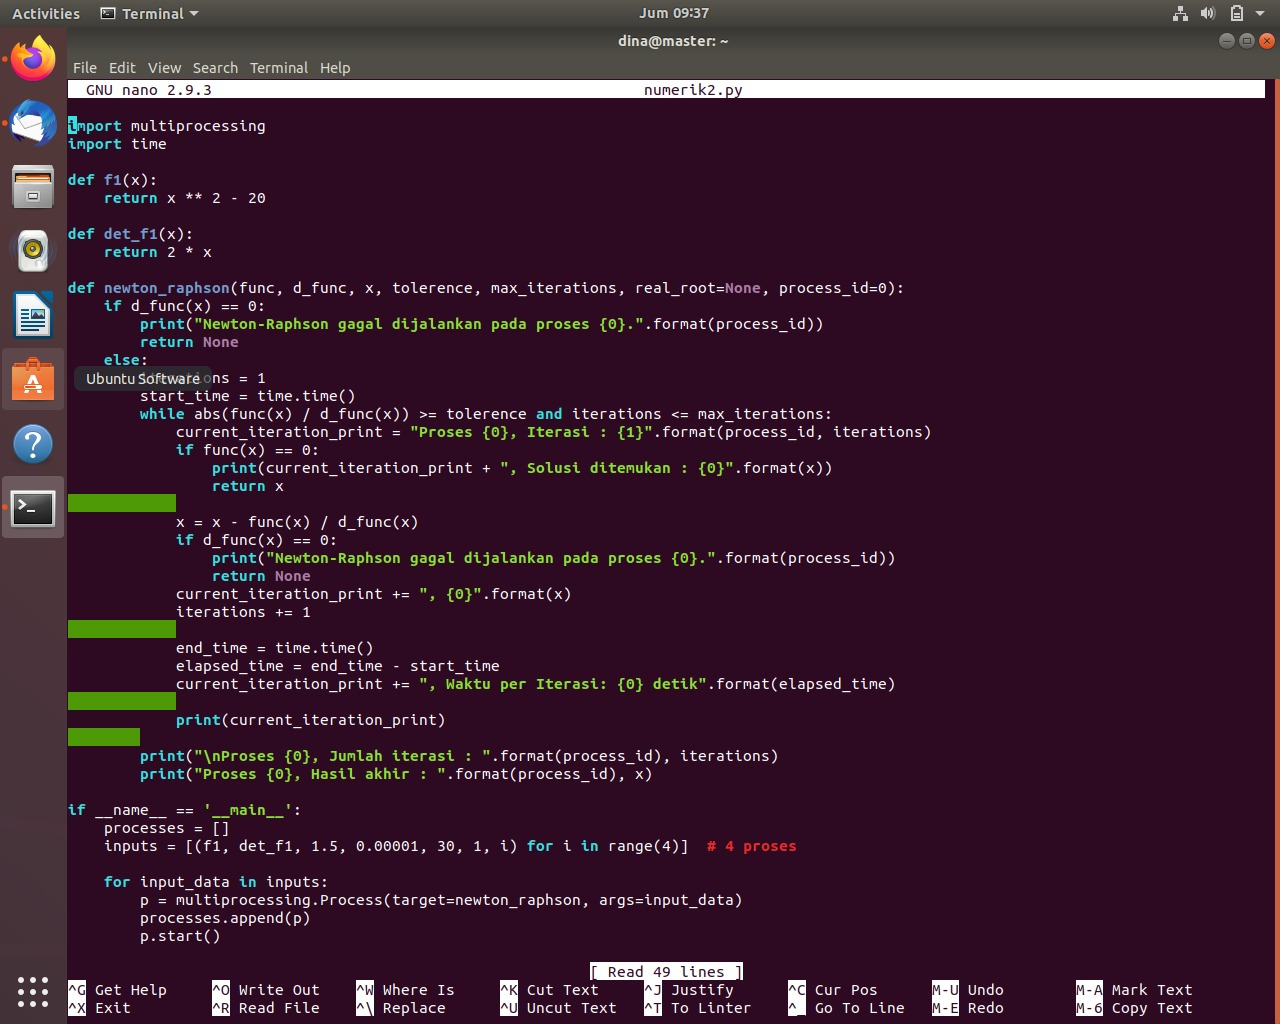 Activities Terminal Jum 09:37
dina@master: ~
File Edit View Search Terminal Help
GNU nano 2.9.3 numerik2.py
import multiprocessing
import time
def f1(x):
return x ** 2 - 20
def det_f1(x):
return 2 * x
def newton_raphson(func, d_func, x, tolerence, max_iterations, real_root=None, process_id=0):
if d_func(x) == 0:
print("Newton-Raphson gagal dijalankan pada proses {0}.".format(process_id))
return None
else:
Ubuntu Software
iterations = 1
start_time = time.time()
while abs(func(x) / d_func(x)) >= tolerence and iterations <= max_iterations:
current_iteration_print = "Proses {0}, Iterasi : {1}".format(process_id, iterations)
if func(x) == 0:
print(current_iteration_print + ", Solusi ditemukan : {0}".format(x))
return x
x = x - func(x) / d_func(x)
if d_func(x) == 0:
print("Newton-Raphson gagal dijalankan pada proses {0}.".format(process_id))
return None
current_iteration_print += ", {0}".format(x)
iterations += 1
end_time = time.time()
elapsed_time = end_time - start_time
current_iteration_print += ", Waktu per Iterasi: {0} detik".format(elapsed_time)
print(current_iteration_print)
print("\nProses {0}, Jumlah iterasi : ".format(process_id), iterations)
print("Proses {0}, Hasil akhir : ".format(process_id), x)
if __name__ == '__main__':
processes = []
inputs = [(f1, det_f1, 1.5, 0.00001, 30, 1, i) for i in range(4)]  # 4 proses
for input_data in inputs:
p = multiprocessing.Process(target=newton_raphson, args=input_data)
processes.append(p)
p.start()
[ Read 49 lines ]
^G Get Help ^O Write Out ^W Where Is ^K Cut Text ^J Justify ^C Cur Pos M-U Undo M-A Mark Text
^X Exit ^R Read File ^\ Replace ^U Uncut Text ^T To Linter ^_ Go To Line M-E Redo M-6 Copy Text